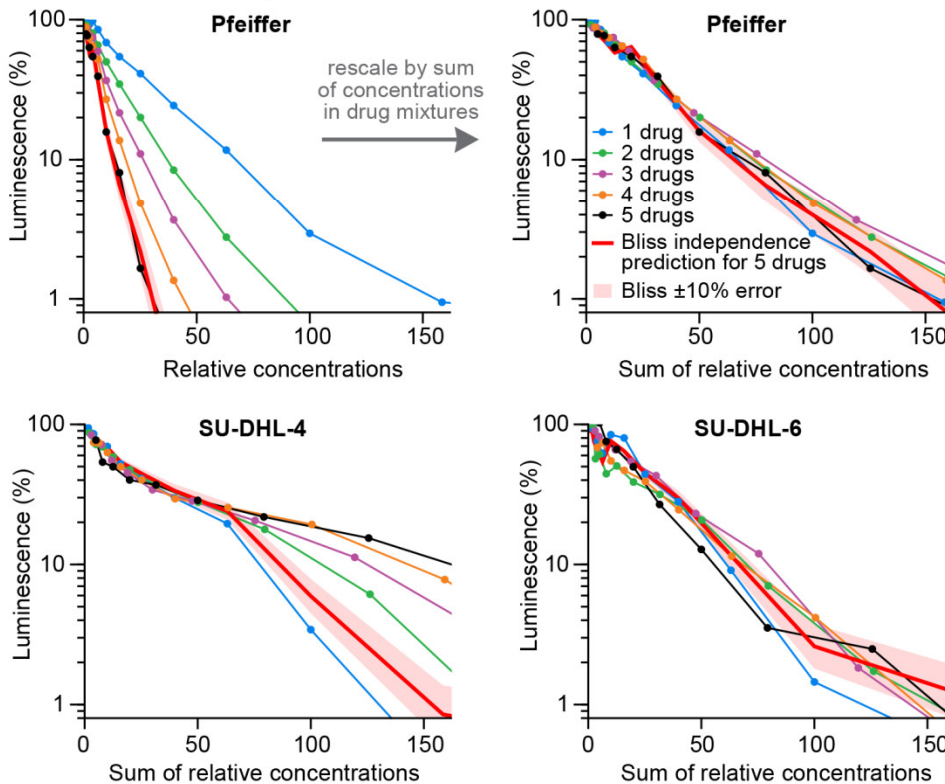 Pfeiffer
100
10
1
Luminescence (%)
0
50
100
150
Relative concentrations
rescale by sum
of concentrations
in drug mixtures
Pfeiffer
100
10
1
Luminescence (%)
1 drug
2 drugs
3 drugs
4 drugs
5 drugs
Bliss independence
prediction for 5 drugs
Bliss ±10% error
0
50
100
150
Sum of relative concentrations
SU-DHL-4
100
10
1
Luminescence (%)
0
50
100
150
Sum of relative concentrations
SU-DHL-6
100
10
1
Luminescence (%)
0
50
100
150
Sum of relative concentrations